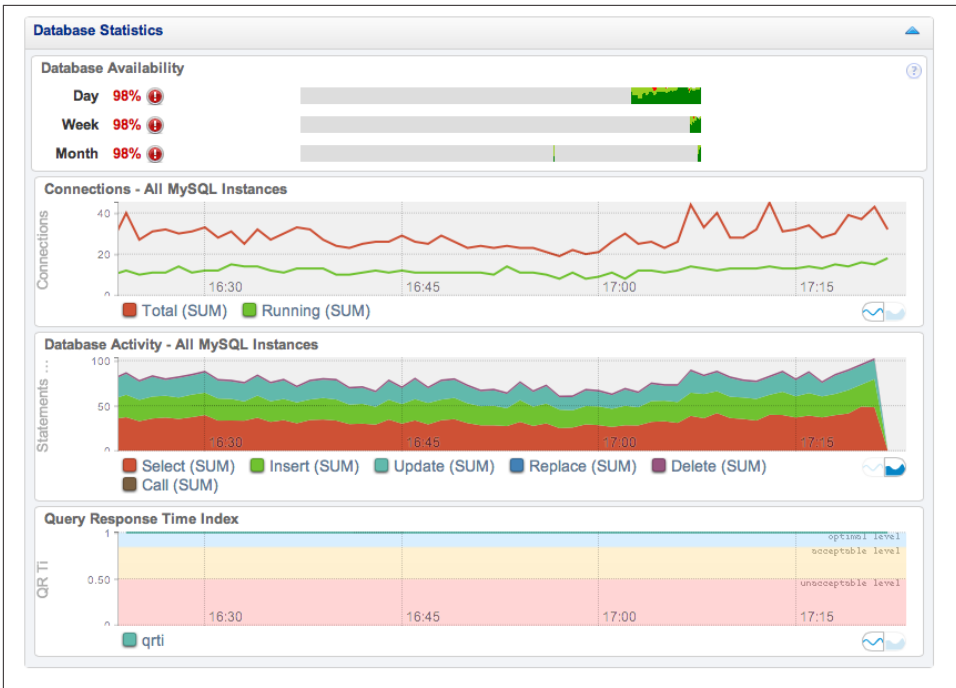 Database Statistics
Database Availability
?
Day 98%
Week 98%
Month 98%
Connections - All MySQL Instances
Connections
40
20
0
16:30 16:45 17:00 17:15
Total (SUM) Running (SUM)
Database Activity - All MySQL Instances
Statements ...
100
50
0
16:30 16:45 17:00 17:15
Select (SUM) Insert (SUM) Update (SUM) Replace (SUM) Delete (SUM)
Call (SUM)
Query Response Time Index
QR Ti
1
optimal level
acceptable level
0.50
unacceptable level
0
16:30 16:45 17:00 17:15
qrti